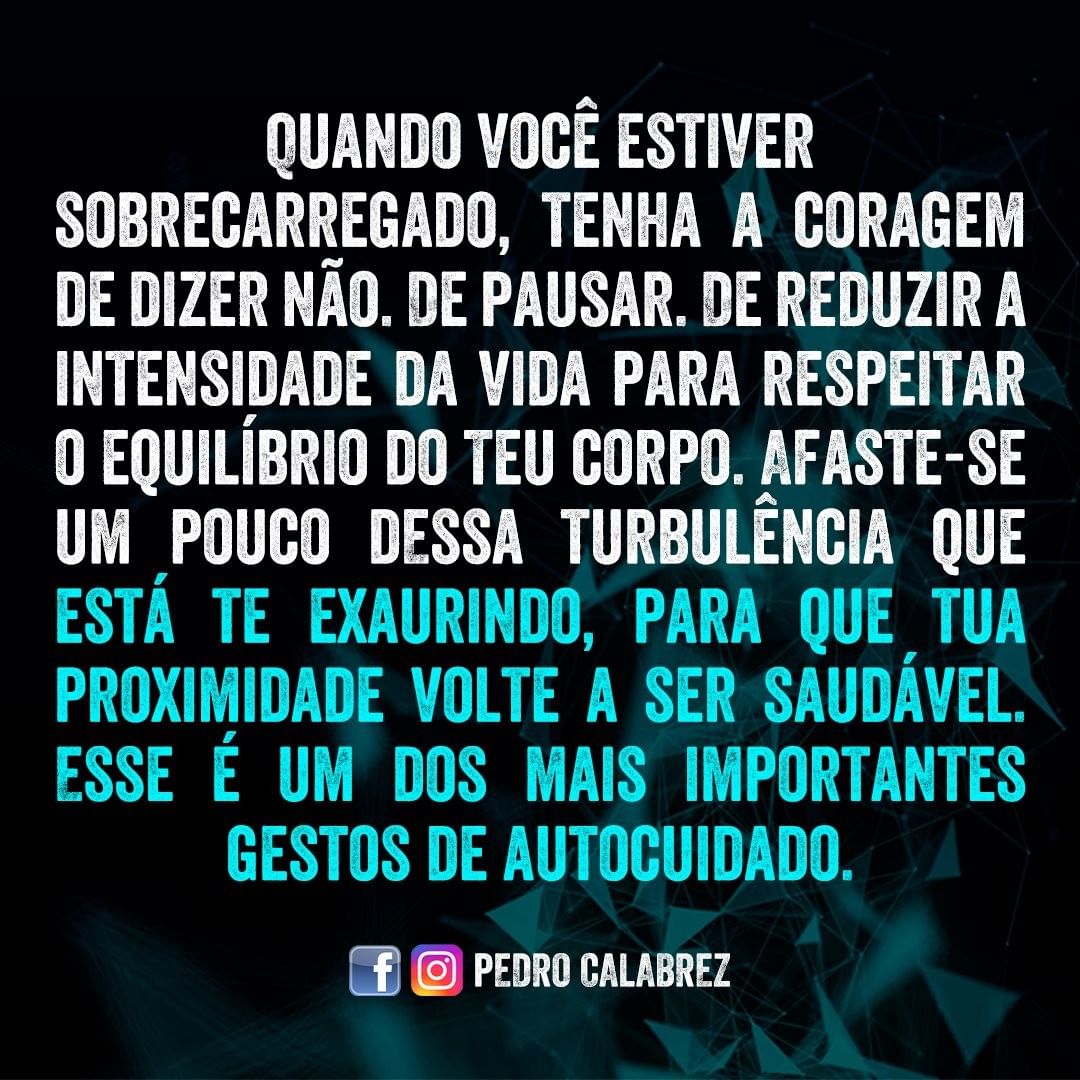 QUANDO VOCÊ ESTIVER
SOBRECARREGADO, TENHA A CORAGEM
DE DIZER NÃO. DE PAUSAR. DE REDUZIR A
INTENSIDADE DA VIDA PARA RESPEITAR
O EQUILÍBRIO DO TEU CORPO. AFASTE-SE
UM POUCO DESSA TURBULÊNCIA QUE
ESTÁ TE EXAURINDO, PARA QUE TUA
PROXIMIDADE VOLTE A SER SAUDÁVEL.
ESSE É UM DOS MAIS IMPORTANTES
GESTOS DE AUTOCUIDADO.
PEDRO CALABREZ